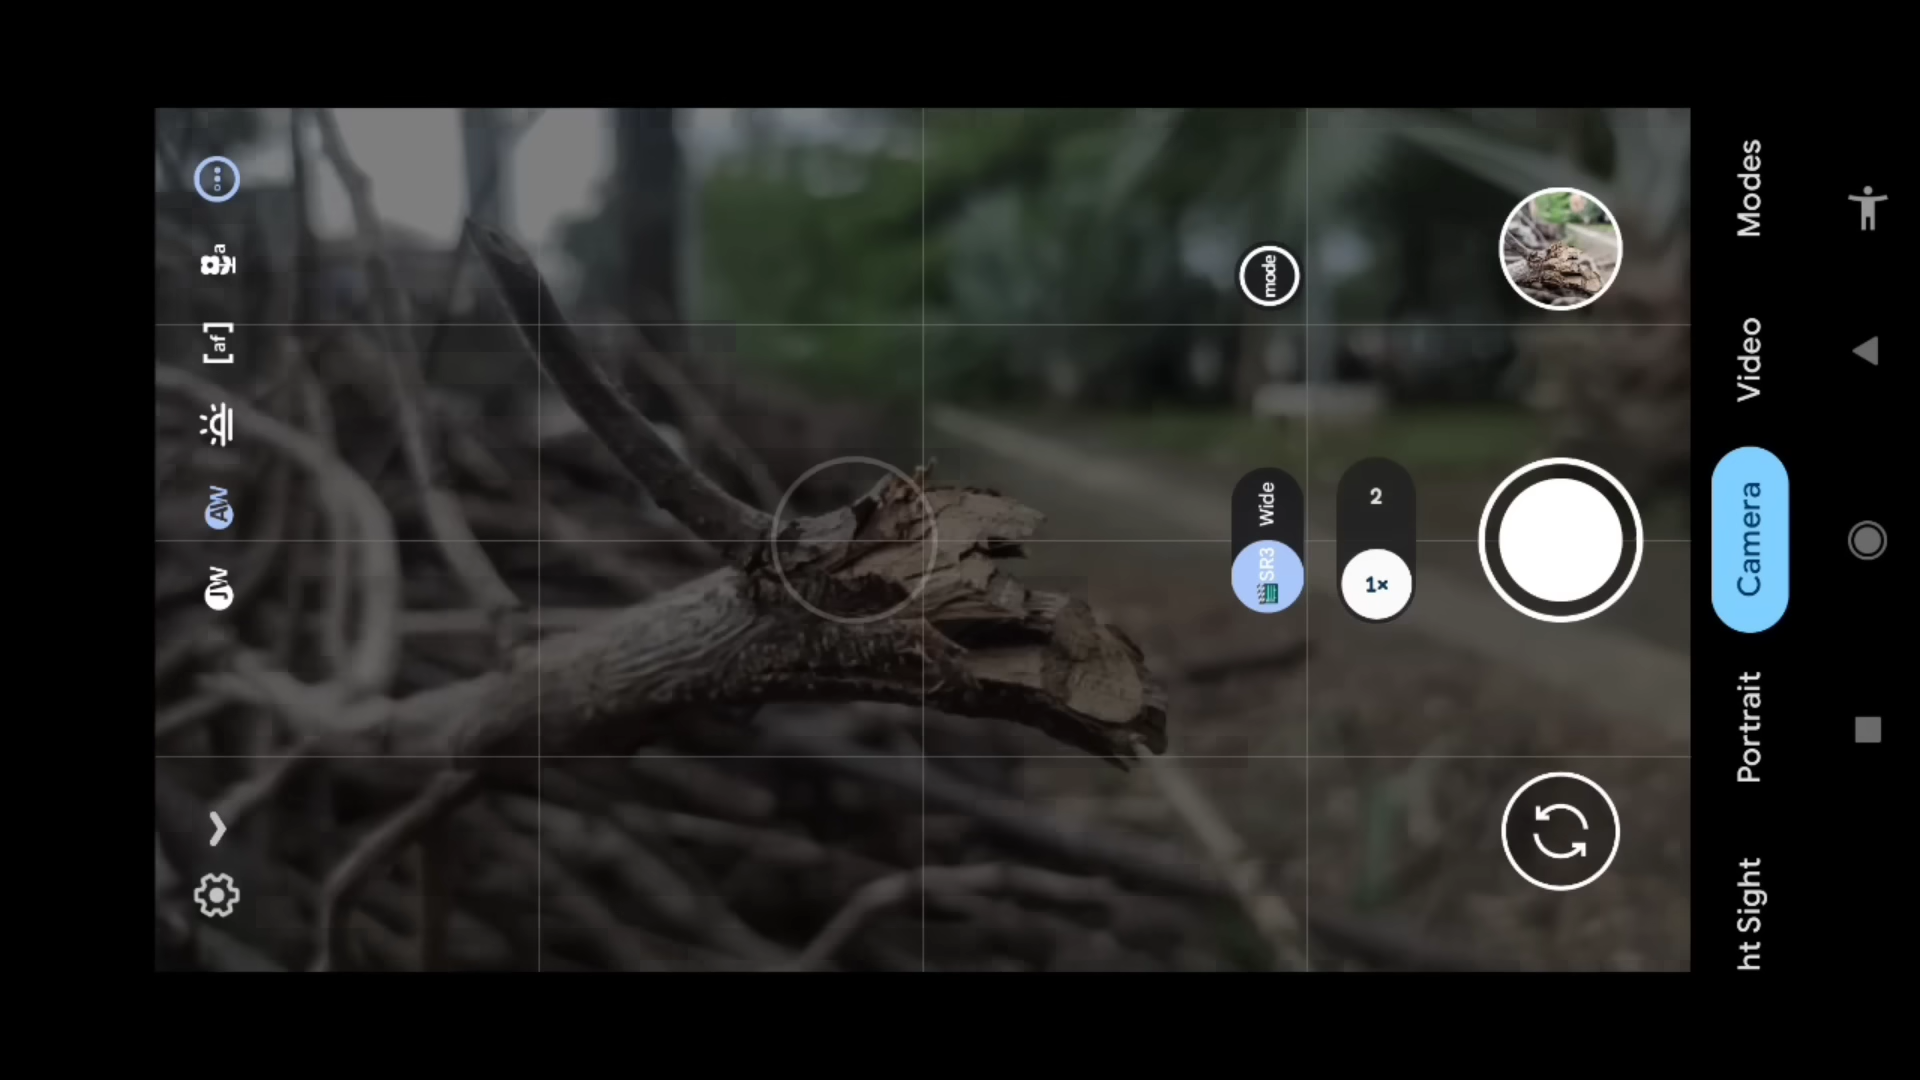 a
[af]
AW
JW
mode
Wide
SR3
2
1×
Modes
Video
Camera
Portrait
ht Sight